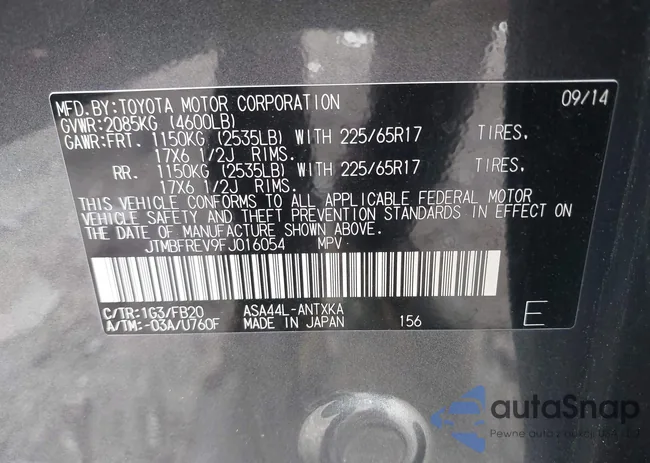 MFD.BY:TOYOTA MOTOR CORPORATION 09/14
GVWR:2085KG (4600LB)
GAWR:FRT. 1150KG (2535LB) WITH 225/65R17 TIRES,
17X6 1/2J RIMS.
RR. 1150KG (2535LB) WITH 225/65R17 TIRES,
17X6 1/2J RIMS.
THIS VEHICLE CONFORMS TO ALL APPLICABLE FEDERAL MOTOR
VEHICLE SAFETY AND THEFT PREVENTION STANDARDS IN EFFECT ON
THE DATE OF MANUFACTURE SHOWN ABOVE.
JTMBFREV9FJ016054 MPV
C/TR:1G3/FB20 ASA44L-ANTXKA
A/TM:-03A/U760F MADE IN JAPAN 156 E
autaSnap
Pewne auta z aukcji